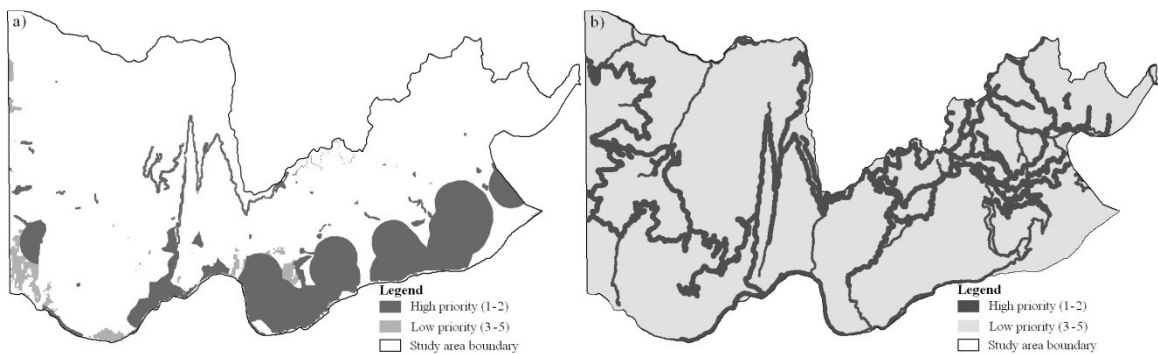 a)
Legend
High priority (1-2)
Low priority (3-5)
Study area boundary
b)
Legend
High priority (1-2)
Low priority (3-5)
Study area boundary